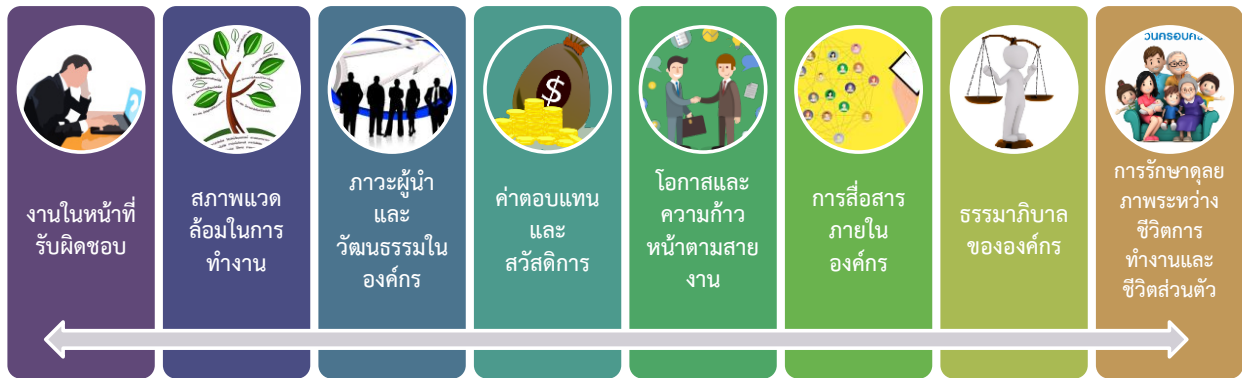 งานในหน้าที่
รับผิดชอบ
สภาพแวด
ล้อมในการ
ทำงาน
ภาวะผู้นำ
และ
วัฒนธรรมใน
องค์กร
ค่าตอบแทน
และ
สวัสดิการ
$
โอกาสและ
ความก้าว
หน้าตามสาย
งาน
การสื่อสาร
ภายใน
องค์กร
ธรรมาภิบาล
ขององค์กร
การรักษาดุลย
ภาพระหว่าง
ชีวิตการ
ทำงานและ
ชีวิตส่วนตัว